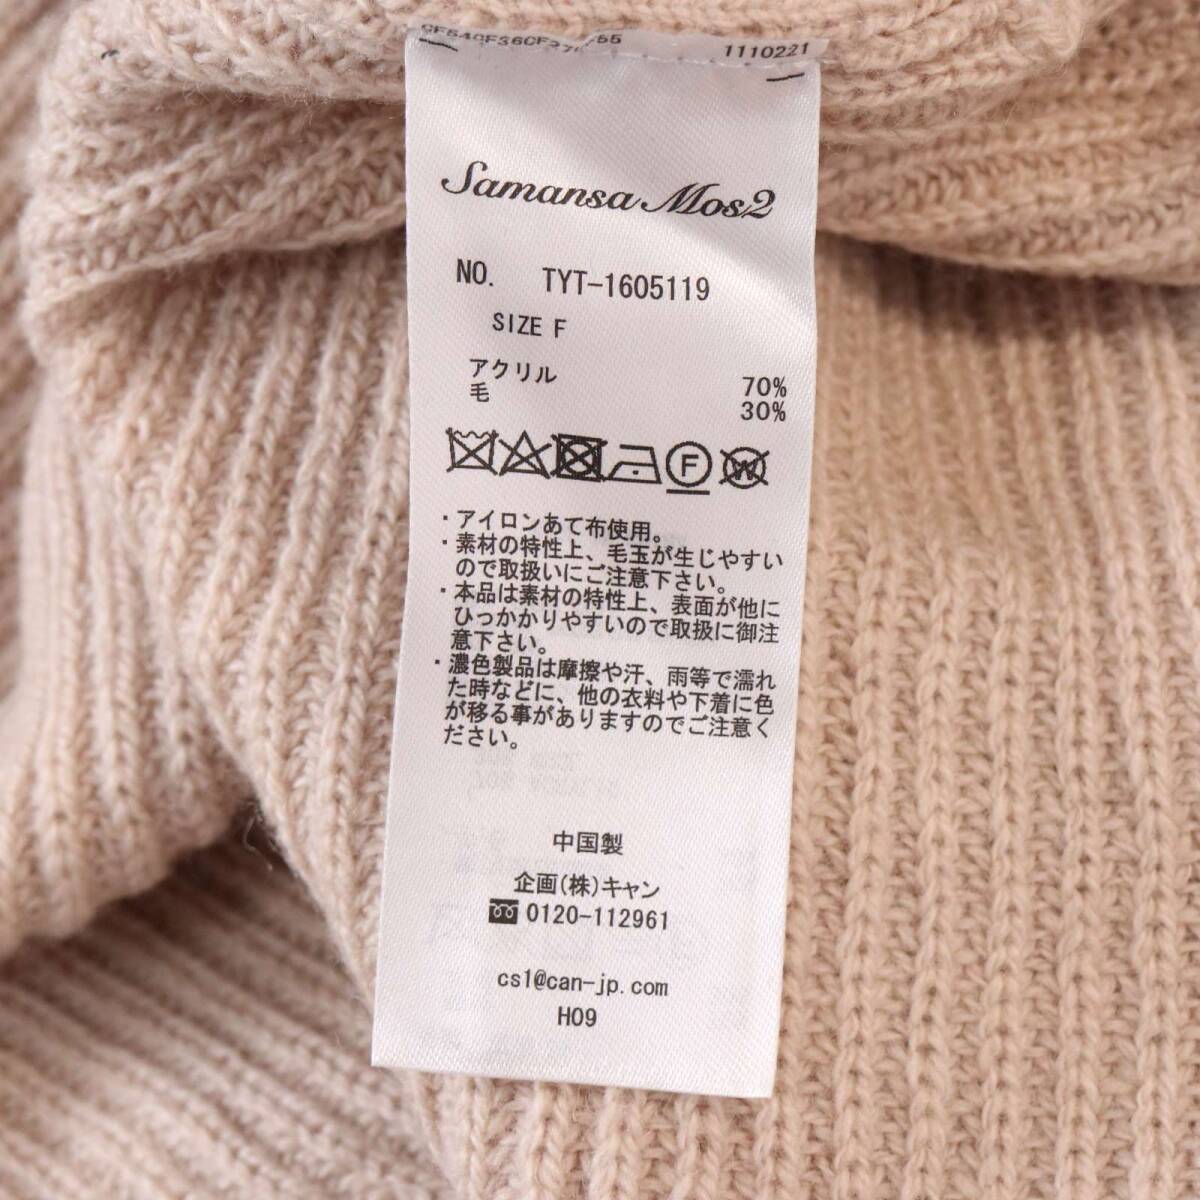 1110221
Samansa Mos2
NO. TYT-1605119
SIZE F
アクリル 70%
毛 30%
F
W
・アイロンあて布使用。
・素材の特性上、毛玉が生じやすい
ので取扱いにご注意下さい。
・本品は素材の特性上、表面が他に
ひっかかりやすいので取扱に御注
意下さい。
・濃色製品は摩擦や汗、雨等で濡れ
た時などに、他の衣料や下着に色
が移る事がありますのでご注意く
ださい。
中国製
企画(株)キャン
0120-112961
cs1@can-jp.com
H09